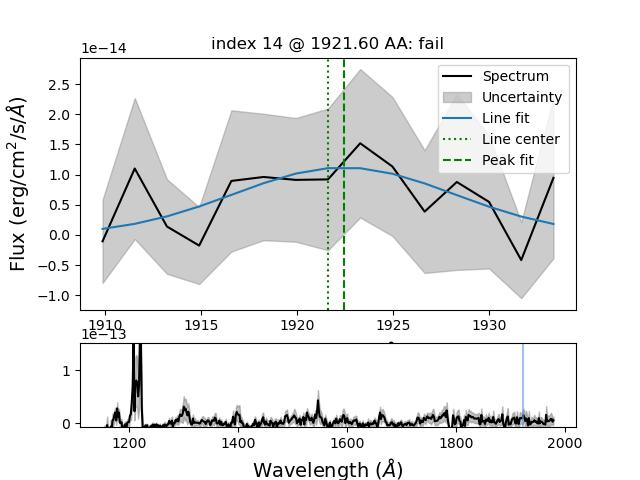 index 14 @ 1921.60 AA: fail
1e−14
Flux (erg/cm²/s/Å)
2.5
2.0
1.5
1.0
0.5
0.0
−0.5
−1.0
Spectrum
Uncertainty
Line fit
Line center
Peak fit
1910
1915
1920
1925
1930
1e−13
1
0
1200
1400
1600
1800
2000
Wavelength (Å)